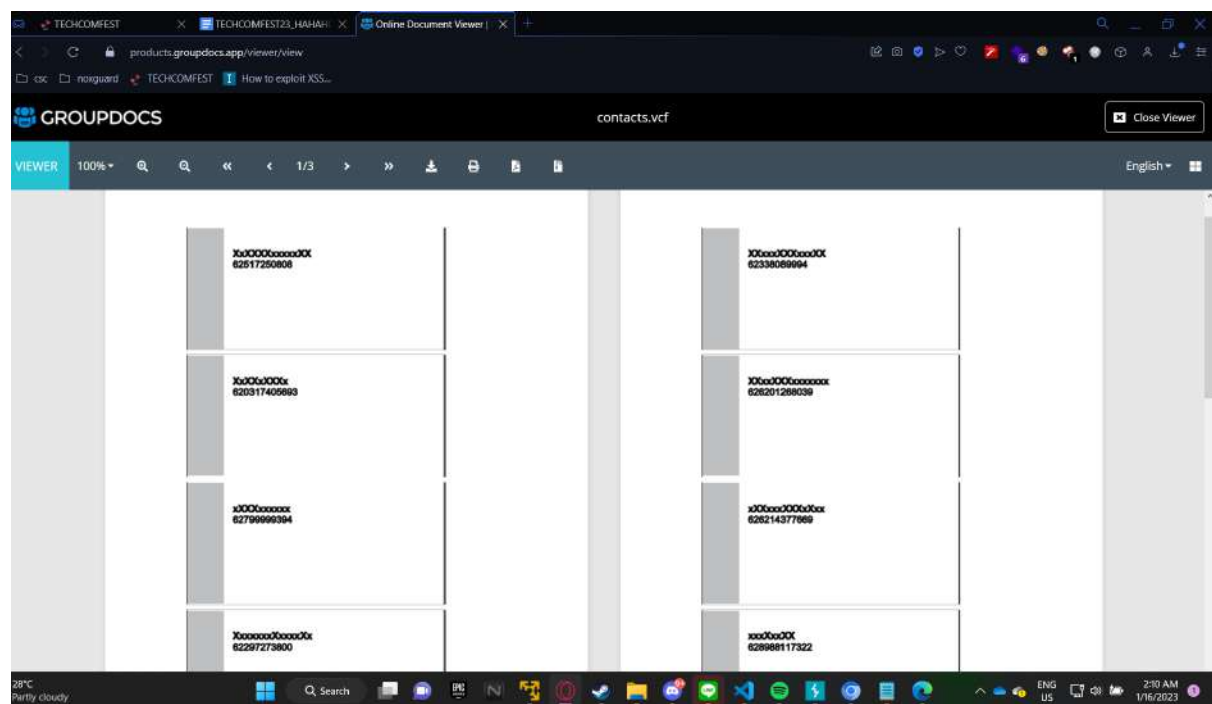 TECHCOMFEST
TECHCOMFEST23_HAHAH
Online Document Viewer |
products.groupdocs.app/viewer/view
csc
noxguard
TECHCOMFEST
How to exploit XSS...
GROUPDOCS
contacts.vcf
Close Viewer
VIEWER
100%
1/3
English
62517250808
62338089994
620317405693
626201268039
62799999394
626214377669
62297273800
xxxXxxXX
628988117322
28°C
Partly cloudy
Search
ENG
US
2:10 AM
1/16/2023